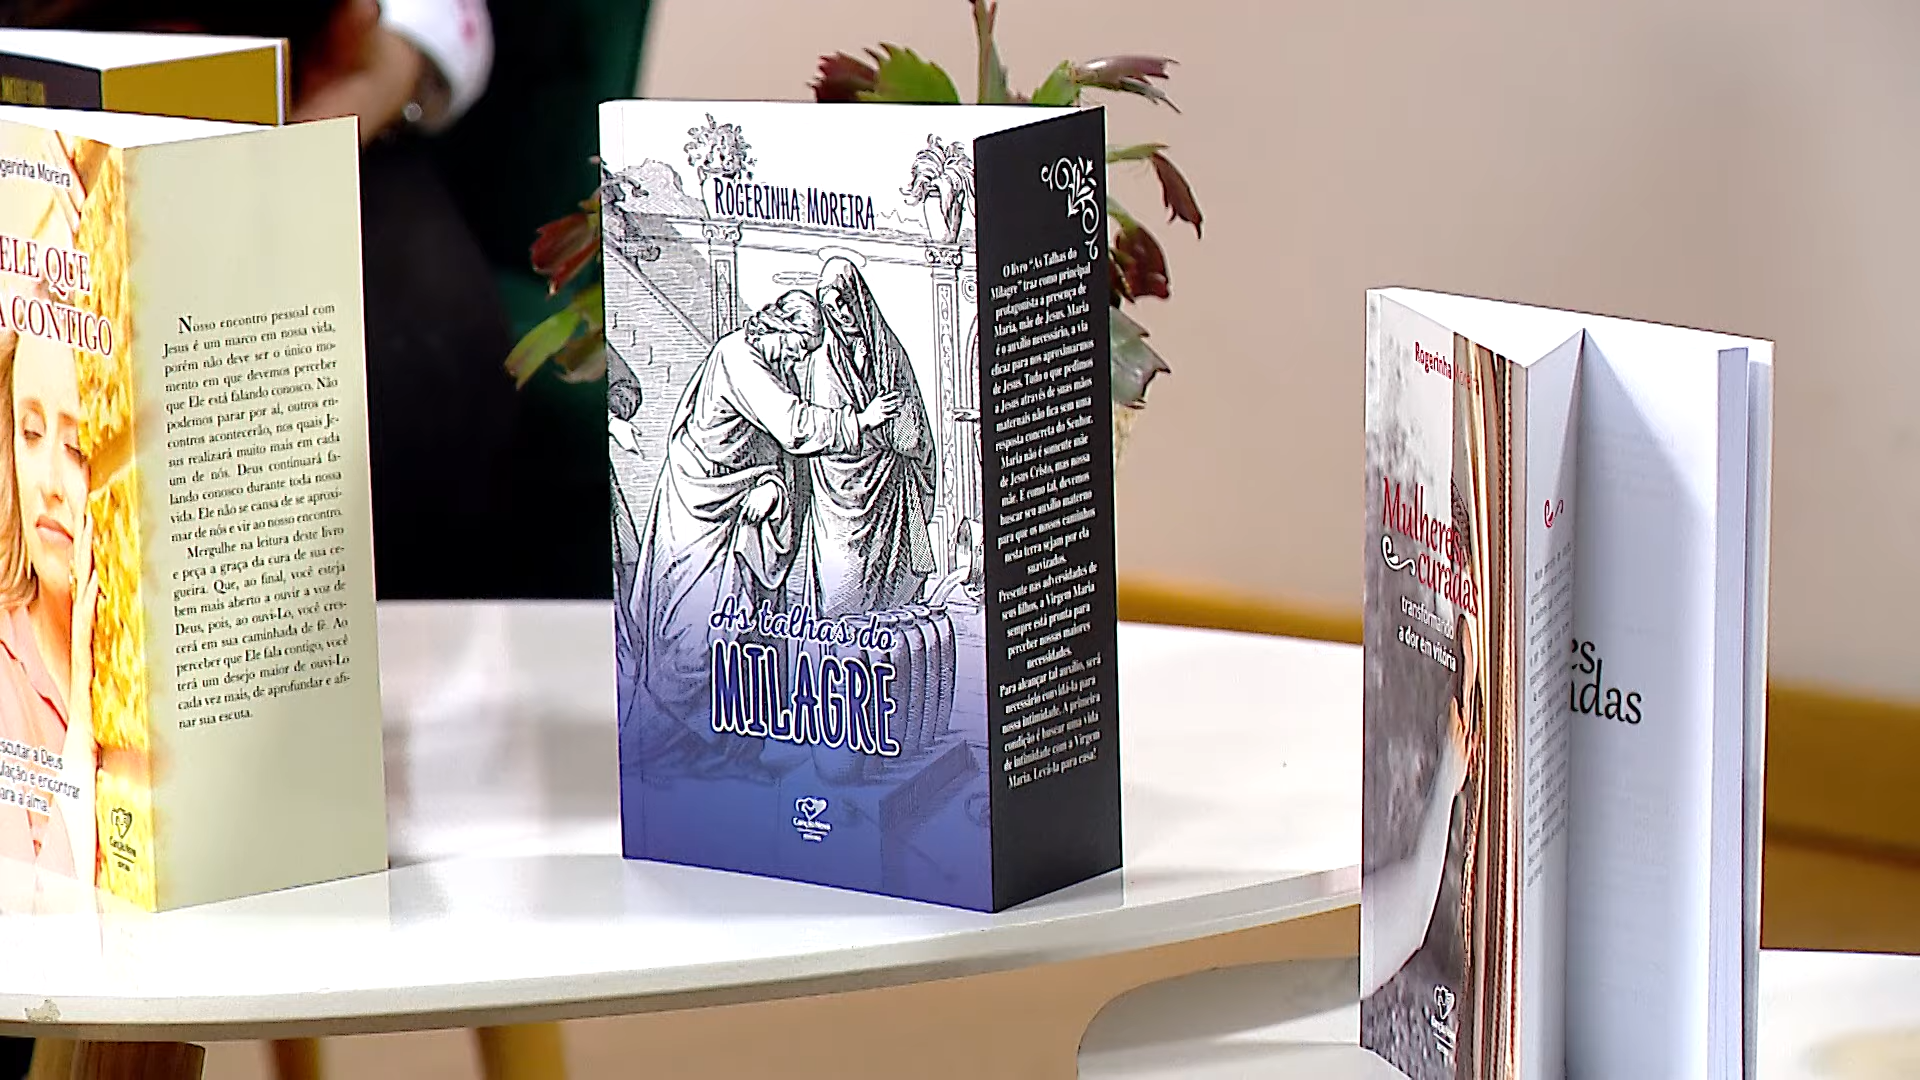 MOREIRA
gerinha Moreira
ELE QUE
A CONTIGO
escutar a Deus
lação e encontrar
para a alma.
Canção Nova
Nosso encontro pessoal com
Jesus é um marco em nossa vida,
porém não deve ser o único mo-
mento em que devemos perceber
que Ele está falando conosco. Não
podemos parar por aí, outros en-
contros acontecerão, nos quais Je-
sus realizará muito mais em cada
um de nós. Deus continuará fa-
lando conosco durante toda nossa
vida. Ele não se cansa de se aproxi-
mar de nós e vir ao nosso encontro.
Mergulhe na leitura deste livro
e peça a graça da cura de sua ce-
gueira. Que, ao final, você esteja
bem mais aberto a ouvir a voz de
Deus, pois, ao ouvi-Lo, você cres-
cerá em sua caminhada de fé. Ao
perceber que Ele fala contigo, você
terá um desejo maior de ouvi-Lo
cada vez mais, de aprofundar e afi-
nar sua escuta.
ROGERINHA MOREIRA
As talhas do
MILAGRE
Canção Nova
O livro "As Talhas do
Milagre" traz como principal
protagonista a presença de
Maria, mãe de Jesus. Maria
é o auxílio necessário, a via
eficaz para nos aproximarmos
de Jesus. Tudo o que pedimos
a Jesus através de suas mãos
maternais não fica sem uma
resposta concreta do Senhor.
Maria não é somente mãe
de Jesus Cristo, mas nossa
mãe. E como tal, devemos
buscar seu auxílio materno
para que os nossos caminhos
nesta terra sejam por ela
suavizados.
Presente nas adversidades de
seus filhos, a Virgem Maria
sempre está pronta para
perceber nossas maiores
necessidades.
Para alcançar tal auxílio, será
necessário convidá-la para
nossa intimidade. A primeira
condição é buscar uma vida
de intimidade com a Virgem
Maria. Levá-la para casa!
Rogerinha Moreira
Mulheres
curadas
transformando
a dor em vitória
es
adas